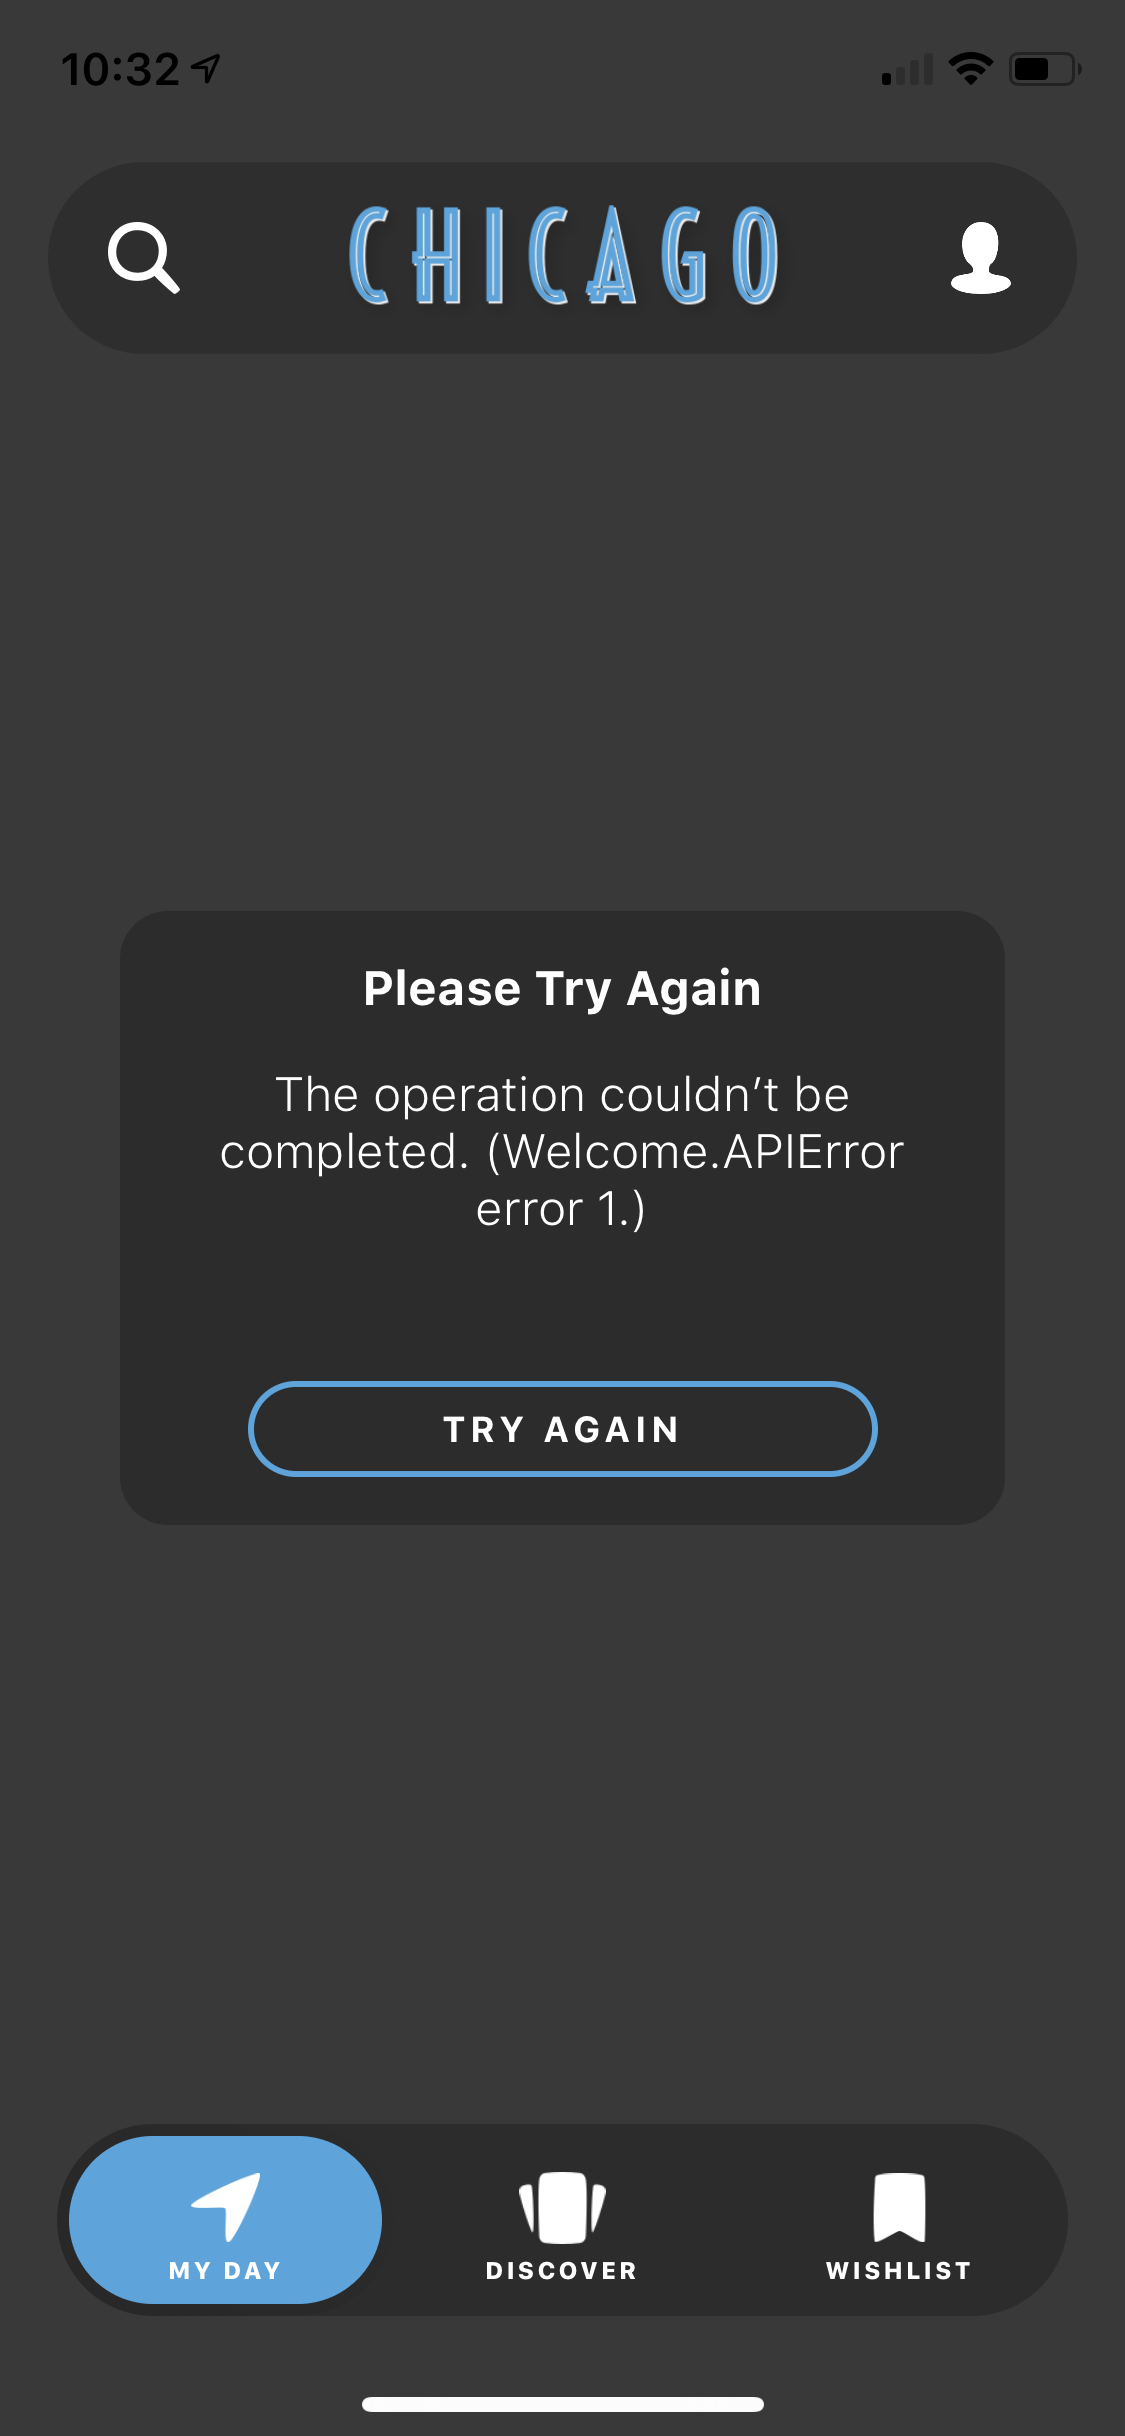 10:32
CHICAGO
Please Try Again
The operation couldn’t be
completed. (Welcome.APIError
error 1.)
TRY AGAIN
MY DAY
DISCOVER
WISHLIST